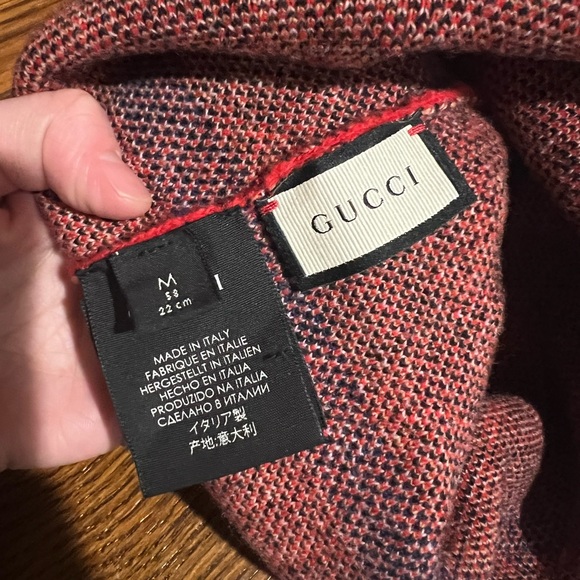 GUCCI
M
58
22 cm
I
MADE IN ITALY
FABRIQUE EN ITALIE
HERGESTELLT IN ITALIEN
HECHO EN ITALIA
PRODUZIDO NA ITALIA
СДЕЛАНО В ИТАЛИИ
イタリア製
产地:意大利